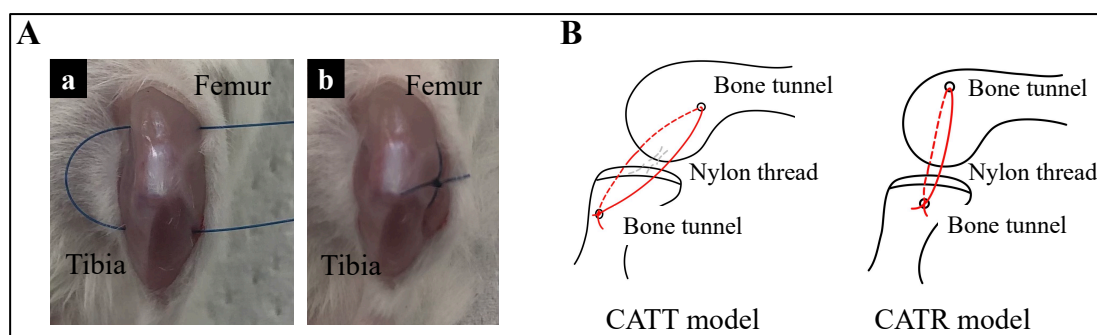 A
a
Femur
Tibia
b
Femur
Tibia
B
Bone tunnel
Nylon thread
Bone tunnel
CATT model
Bone tunnel
Nylon thread
Bone tunnel
CATR model